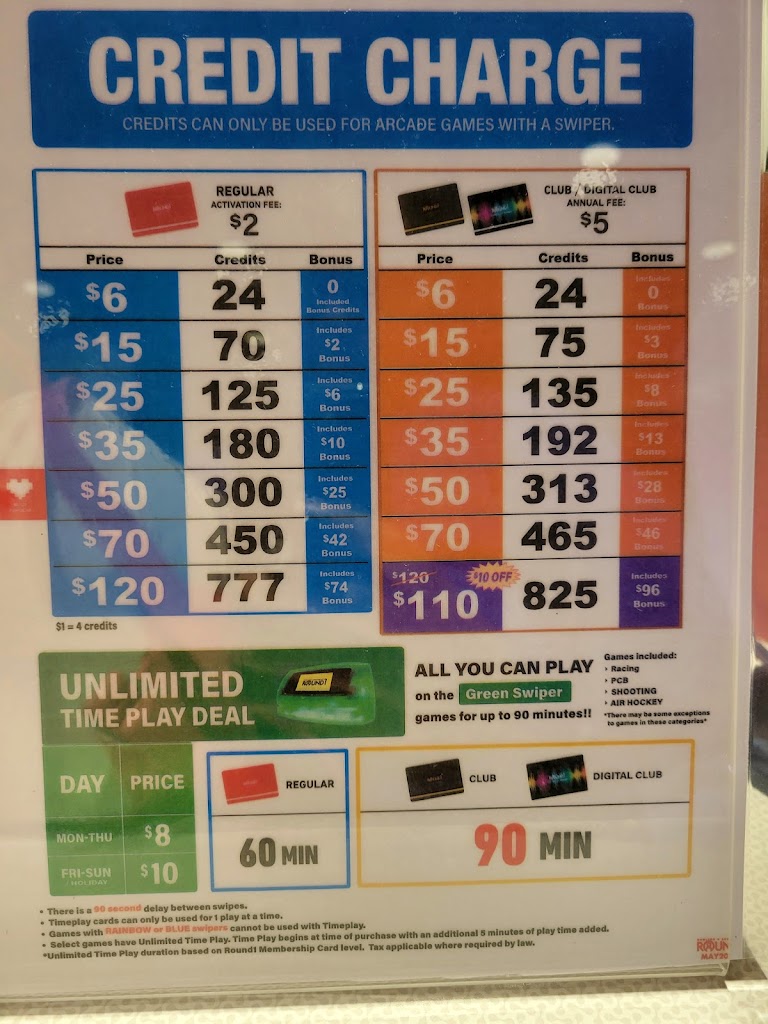 CREDIT CHARGE
CREDITS CAN ONLY BE USED FOR ARCADE GAMES WITH A SWIPER.
REGULAR
ACTIVATION FEE:
$2
Price Credits Bonus
$6 24 0 Included Bonus Credits
$15 70 Includes $2 Bonus
$25 125 Includes $6 Bonus
$35 180 Includes $10 Bonus
$50 300 Includes $25 Bonus
$70 450 Includes $42 Bonus
$120 777 Includes $74 Bonus
$1 = 4 credits
CLUB / DIGITAL CLUB
ANNUAL FEE:
$5
Price Credits Bonus
$6 24 Includes 0 Bonus
$15 75 Includes $3 Bonus
$25 135 Includes $8 Bonus
$35 192 Includes $13 Bonus
$50 313 Includes $28 Bonus
$70 465 Includes $46 Bonus
$120 $10 OFF
$110 825 Includes $96 Bonus
UNLIMITED
TIME PLAY DEAL
ROUND1
ALL YOU CAN PLAY
on the Green Swiper
games for up to 90 minutes!!
Games included:
› Racing
› PCB
› SHOOTING
› AIR HOCKEY
*There may be some exceptions
to games in these categories*
DAY PRICE
MON-THU $8
FRI-SUN $10
/HOLIDAY
REGULAR
60 MIN
CLUB
DIGITAL CLUB
90 MIN
• There is a 90 second delay between swipes.
• Timeplay cards can only be used for 1 play at a time.
• Games with RAINBOW or BLUE swipers cannot be used with Timeplay.
• Select games have Unlimited Time Play. Time Play begins at time of purchase with an additional 5 minutes of play time added.
*Unlimited Time Play duration based on Round1 Membership Card level. Tax applicable where required by law.
ROUN
MAY20